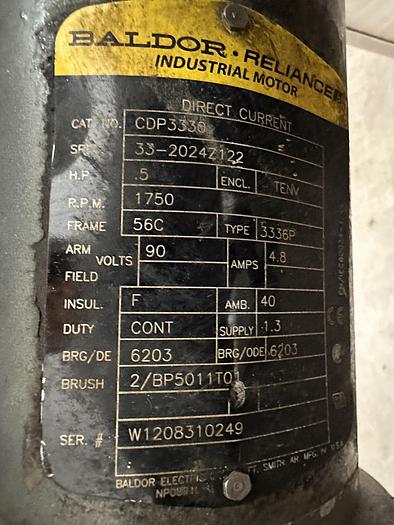 BALDOR • RELIANCE
INDUSTRIAL MOTOR
DIRECT CURRENT
CAT. NO. CDP3330
SPEC. 33-2024Z122
H.P. .5 ENCL. TENV
R.P.M. 1750
FRAME 56C TYPE 3336P
ARM VOLTS 90 AMPS 4.8
FIELD
INSUL. F AMB. 40
DUTY CONT SUPPLY 1.3
BRG/DE 6203 BRG/ODE 6203
BRUSH 2/BP5011T01
SER. # W1208310249
BALDOR ELECTRIC FT. SMITH, AR. MFG. IN U.S.A.